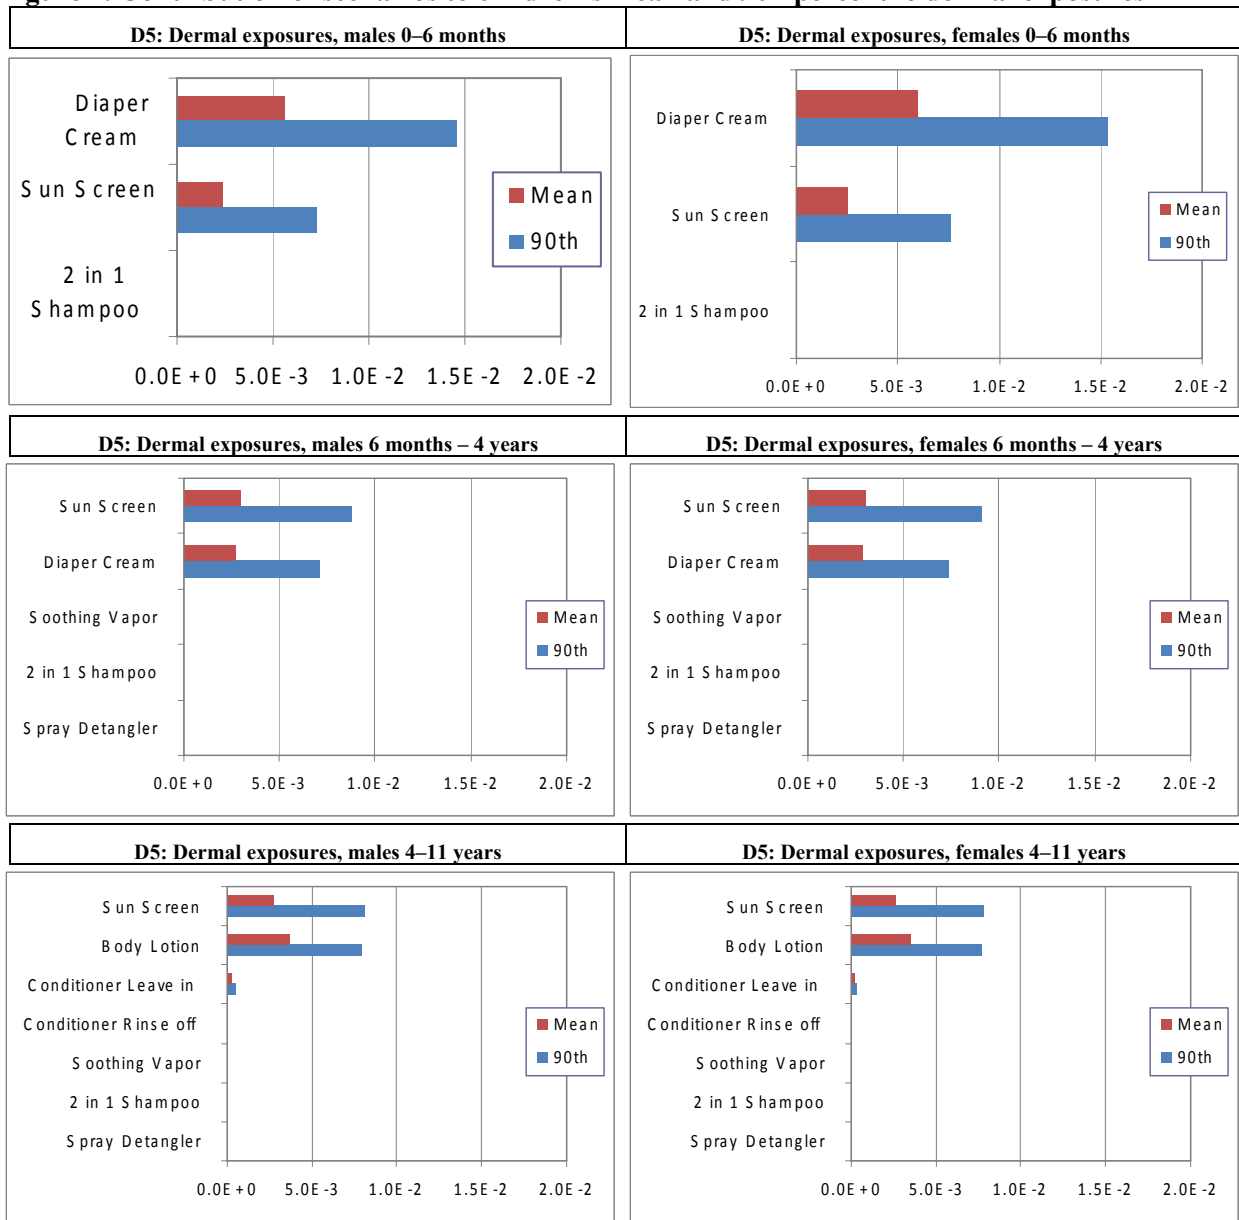 D5: Dermal exposures, males 0–6 months
D5: Dermal exposures, females 0–6 months
Diaper
Cream
Sun Screen
2 in 1
Shampoo
Mean
90th
0.0E+0 5.0E-3 1.0E-2 1.5E-2 2.0E-2
Diaper Cream
Sun Screen
2 in 1 Shampoo
Mean
90th
0.0E+0 5.0E-3 1.0E-2 1.5E-2 2.0E-2
D5: Dermal exposures, males 6 months – 4 years
D5: Dermal exposures, females 6 months – 4 years
Sun Screen
Diaper Cream
Soothing Vapor
2 in 1 Shampoo
Spray Detangler
Mean
90th
0.0E+0 5.0E-3 1.0E-2 1.5E-2 2.0E-2
Sun Screen
Diaper Cream
Soothing Vapor
2 in 1 Shampoo
Spray Detangler
Mean
90th
0.0E+0 5.0E-3 1.0E-2 1.5E-2 2.0E-2
D5: Dermal exposures, males 4–11 years
D5: Dermal exposures, females 4–11 years
Sun Screen
Body Lotion
Conditioner Leave in
Conditioner Rinse off
Soothing Vapor
2 in 1 Shampoo
Spray Detangler
Mean
90th
0.0E+0 5.0E-3 1.0E-2 1.5E-2 2.0E-2
Sun Screen
Body Lotion
Conditioner Leave in
Conditioner Rinse off
Soothing Vapor
2 in 1 Shampoo
Spray Detangler
Mean
90th
0.0E+0 5.0E-3 1.0E-2 1.5E-2 2.0E-2